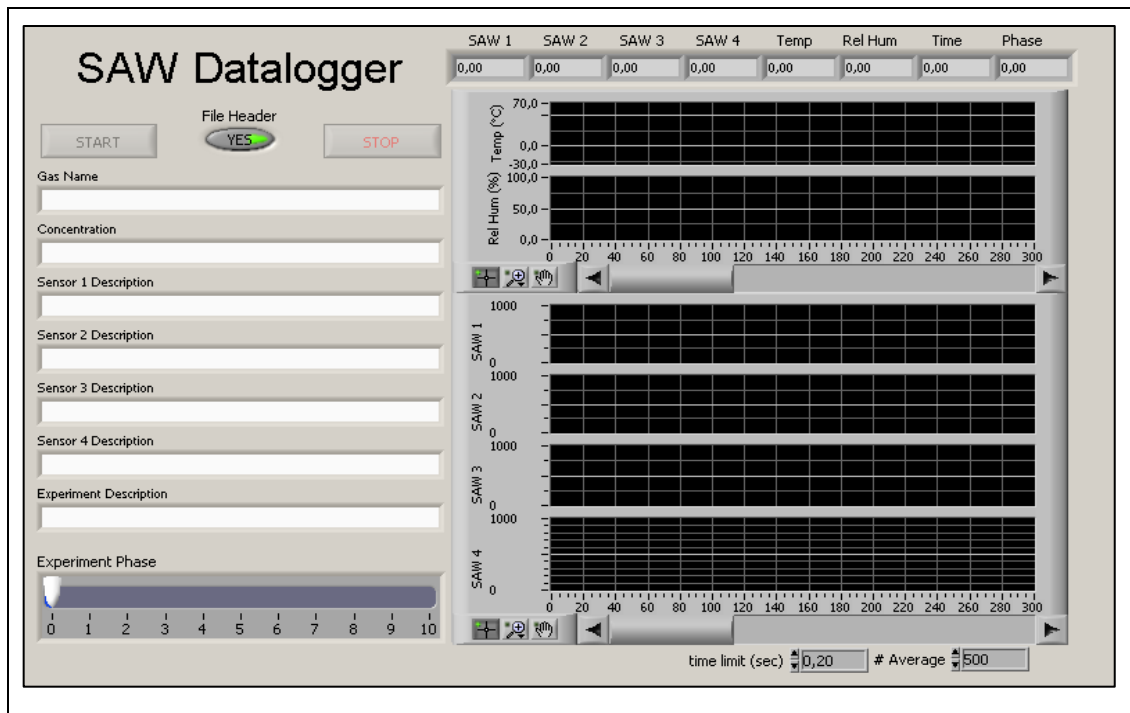 SAW Datalogger
File Header
START YES STOP
Gas Name
Concentration
Sensor 1 Description
Sensor 2 Description
Sensor 3 Description
Sensor 4 Description
Experiment Description
Experiment Phase
0 1 2 3 4 5 6 7 8 9 10
SAW 1 SAW 2 SAW 3 SAW 4 Temp Rel Hum Time Phase
0,00 0,00 0,00 0,00 0,00 0,00 0,00 0,00
Temp (°C)
70,0
0,0
-30,0
Rel Hum (%)
100,0
50,0
0,0
0 20 40 60 80 100 120 140 160 180 200 220 240 260 280 300
SAW 1
1000
0
SAW 2
1000
0
SAW 3
1000
0
SAW 4
1000
0
0 20 40 60 80 100 120 140 160 180 200 220 240 260 280 300
time limit (sec) 0,20 # Average 500